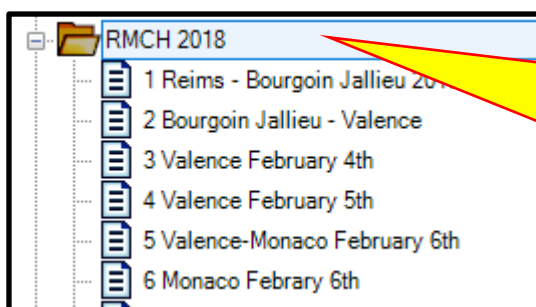 RMCH 2018
1 Reims - Bourgoin Jallieu
2 Bourgoin Jallieu - Valence
3 Valence February 4th
4 Valence February 5th
5 Valence-Monaco February 6th
6 Monaco Febrary 6th